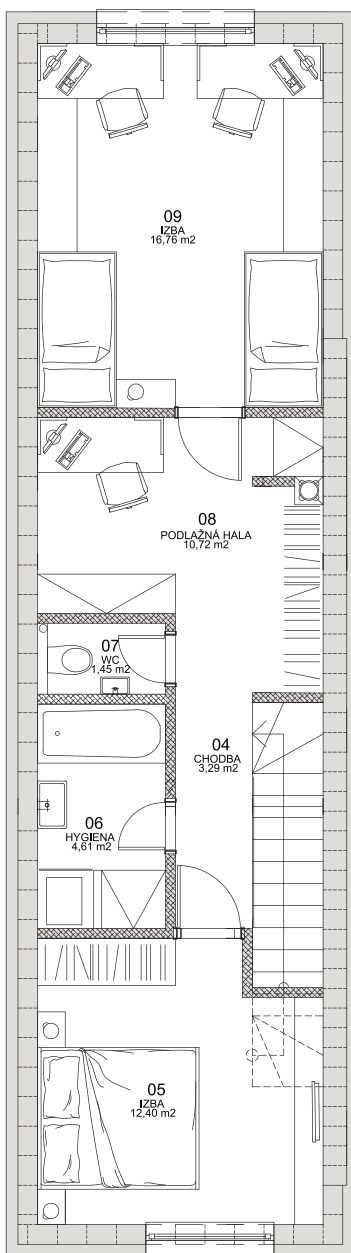 09
IZBA
16,76 m2
08
PODLAŽNÁ HALA
10,72 m2
07
WC
1,45 m2
04
CHODBA
3,29 m2
06
HYGIENA
4,61 m2
05
IZBA
12,40 m2